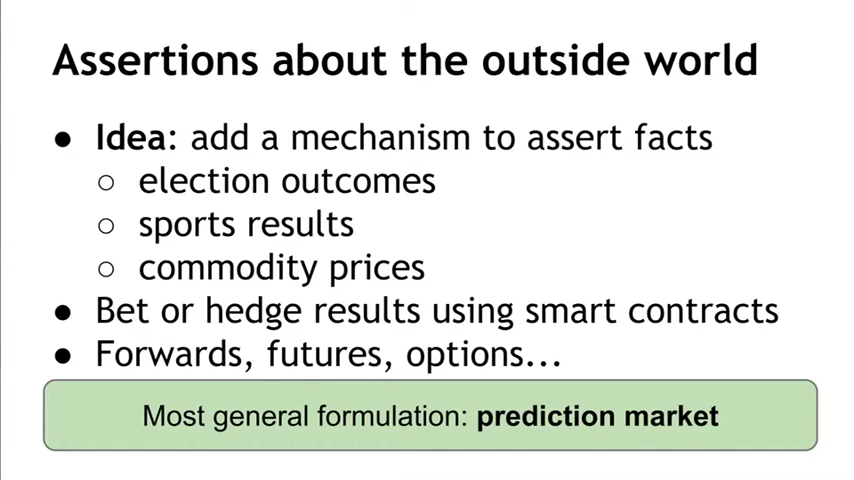 Assertions about the outside world
● Idea: add a mechanism to assert facts
○ election outcomes
○ sports results
○ commodity prices
● Bet or hedge results using smart contracts
● Forwards, futures, options...
Most general formulation: prediction market